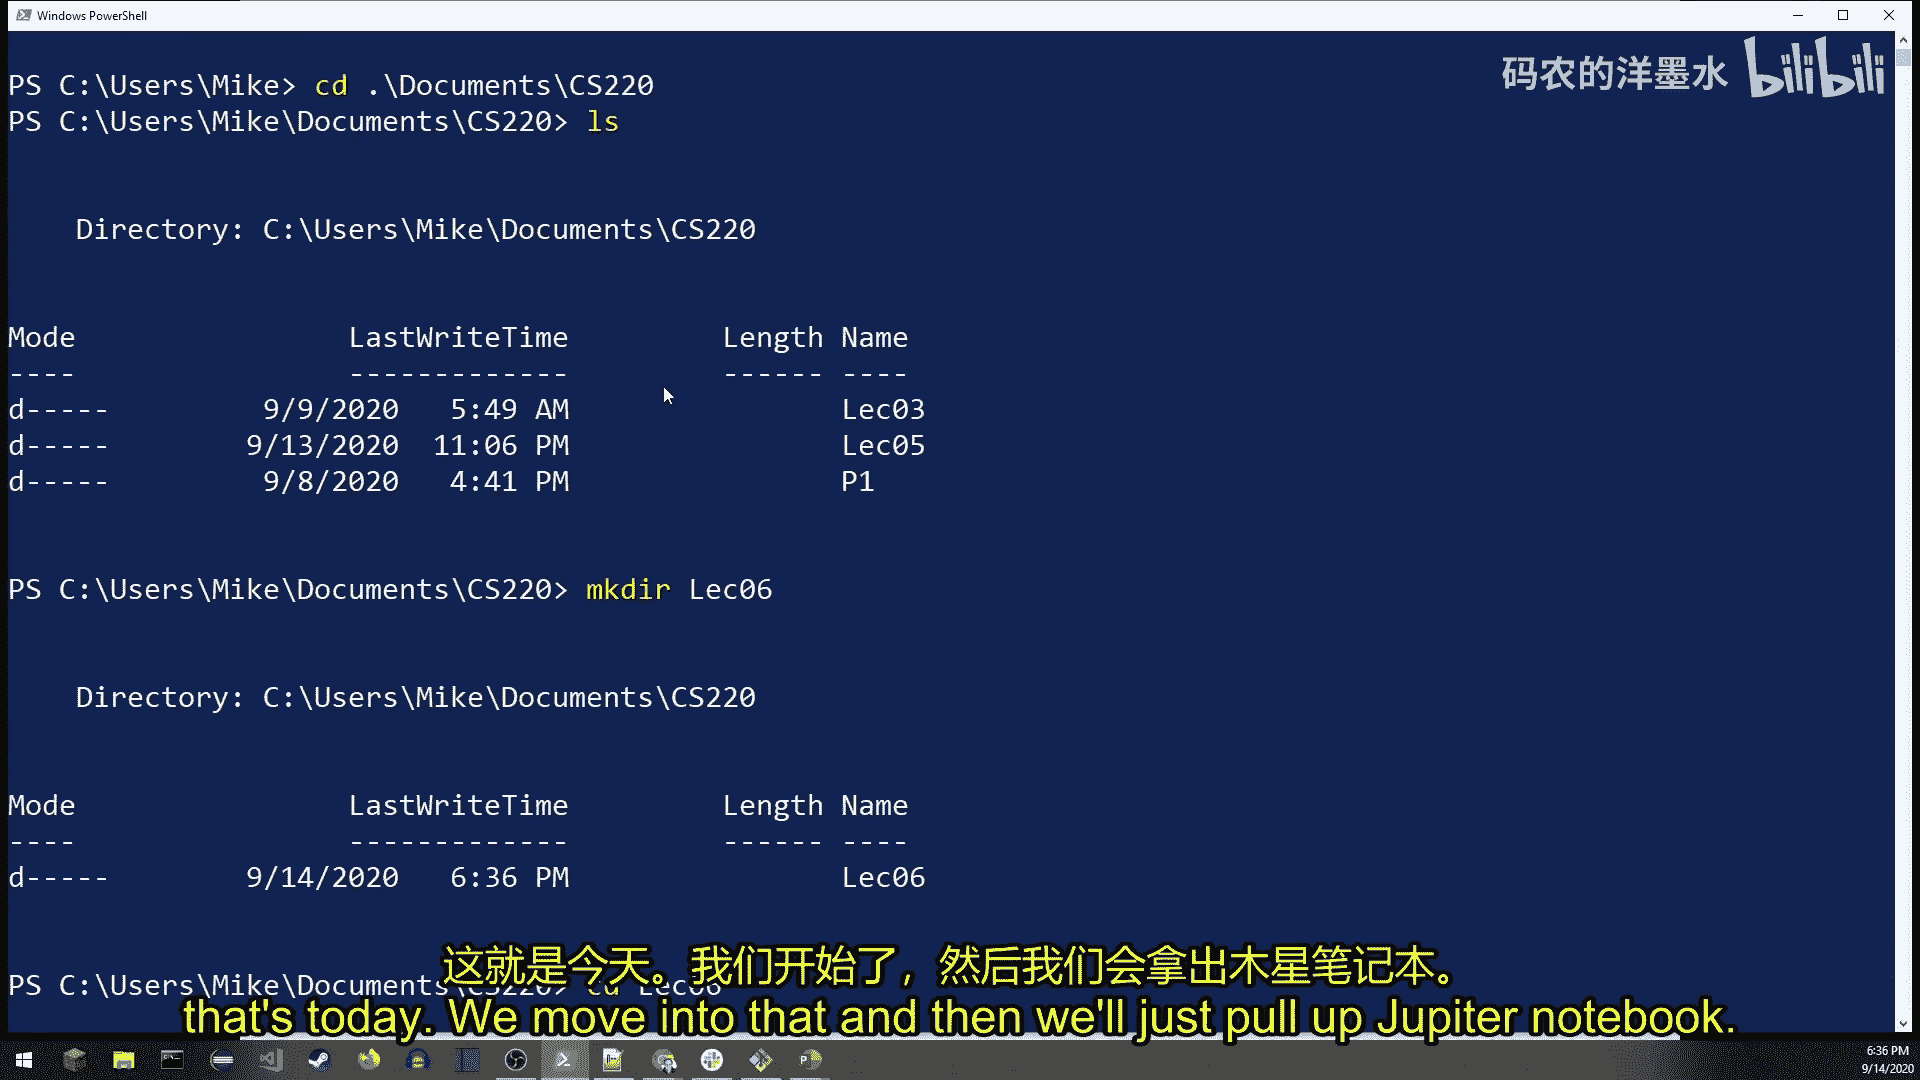 Windows PowerShell
码农的洋墨水 bilibili
PS C:\Users\Mike> cd .\Documents\CS220
PS C:\Users\Mike\Documents\CS220> ls
Directory: C:\Users\Mike\Documents\CS220
Mode LastWriteTime Length Name
---- ------------- ------ ----
d----- 9/9/2020 5:49 AM Lec03
d----- 9/13/2020 11:06 PM Lec05
d----- 9/8/2020 4:41 PM P1
PS C:\Users\Mike\Documents\CS220> mkdir Lec06
Directory: C:\Users\Mike\Documents\CS220
Mode LastWriteTime Length Name
---- ------------- ------ ----
d----- 9/14/2020 6:36 PM Lec06
这就是今天。我们开始了，然后我们会拿出木星笔记本。
PS C:\Users\Mike\Documents\CS220> cd Lec06
that's today. We move into that and then we'll just pull up Jupiter notebook.
6:36 PM
9/14/2020